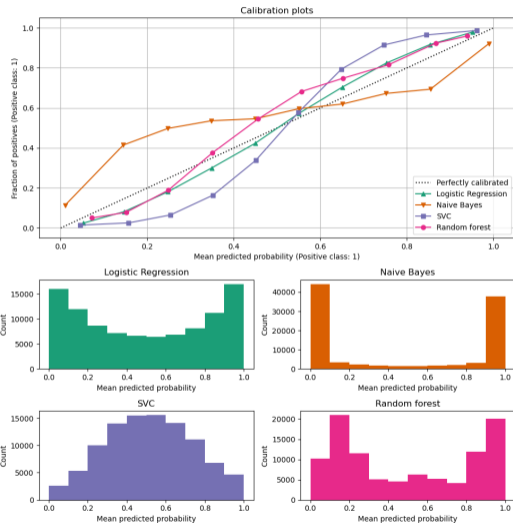 Calibration plots
Fraction of positives (Positive class: 1)
1.0
0.8
0.6
0.4
0.2
0.0
Perfectly calibrated
Logistic Regression
Naive Bayes
SVC
Random forest
0.0 0.2 0.4 0.6 0.8 1.0
Mean predicted probability (Positive class: 1)
Logistic Regression
Count
15000
10000
5000
0
0.0 0.2 0.4 0.6 0.8 1.0
Mean predicted probability
Naive Bayes
Count
40000
30000
20000
10000
0
0.0 0.2 0.4 0.6 0.8 1.0
Mean predicted probability
SVC
Count
15000
10000
5000
0
0.0 0.2 0.4 0.6 0.8 1.0
Mean predicted probability
Random forest
Count
20000
15000
10000
5000
0
0.0 0.2 0.4 0.6 0.8 1.0
Mean predicted probability